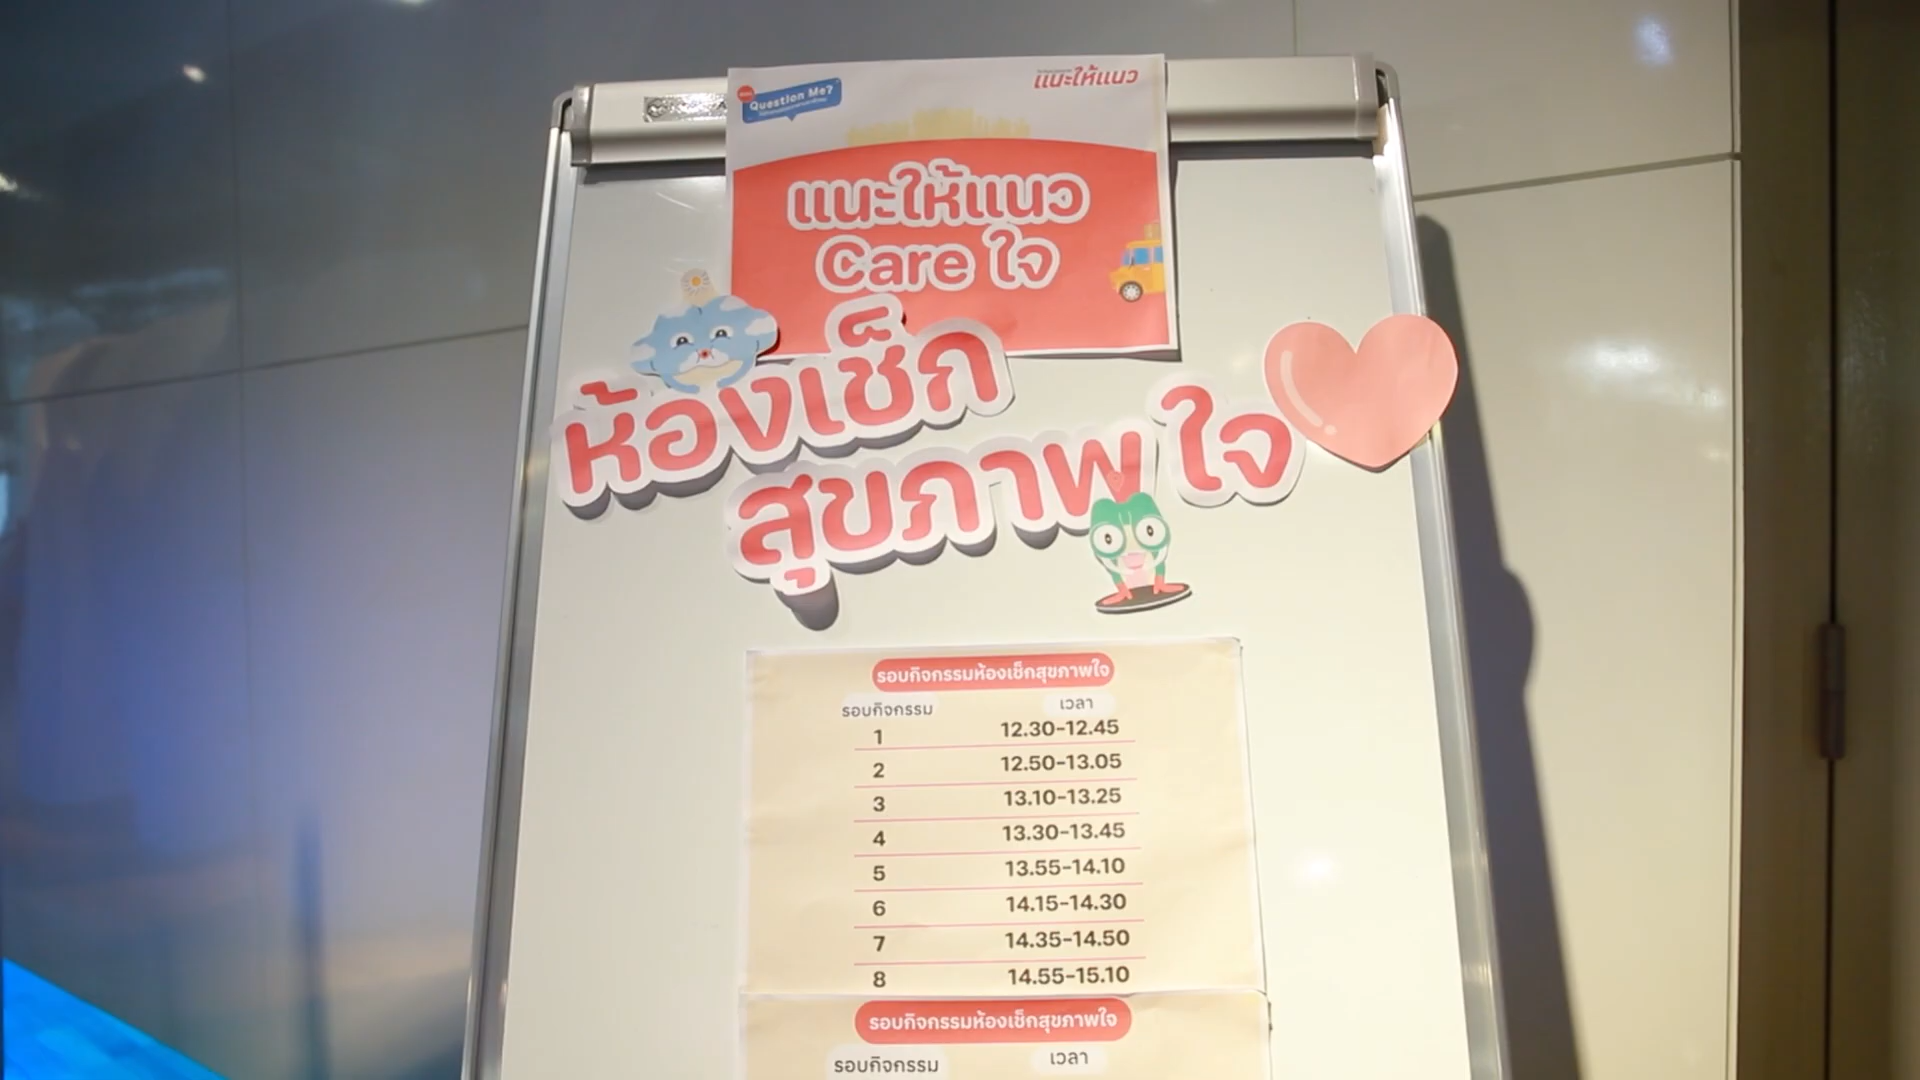 Question Me?
แนะให้แนว
แนะให้แนว
Care ใจ
ห้องเช็ก
สุขภาพ ใจ
รอบกิจกรรมห้องเช็กสุขภาพใจ
รอบกิจกรรม เวลา
1 12.30-12.45
2 12.50-13.05
3 13.10-13.25
4 13.30-13.45
5 13.55-14.10
6 14.15-14.30
7 14.35-14.50
8 14.55-15.10
รอบกิจกรรมห้องเช็กสุขภาพใจ
รอบกิจกรรม เวลา